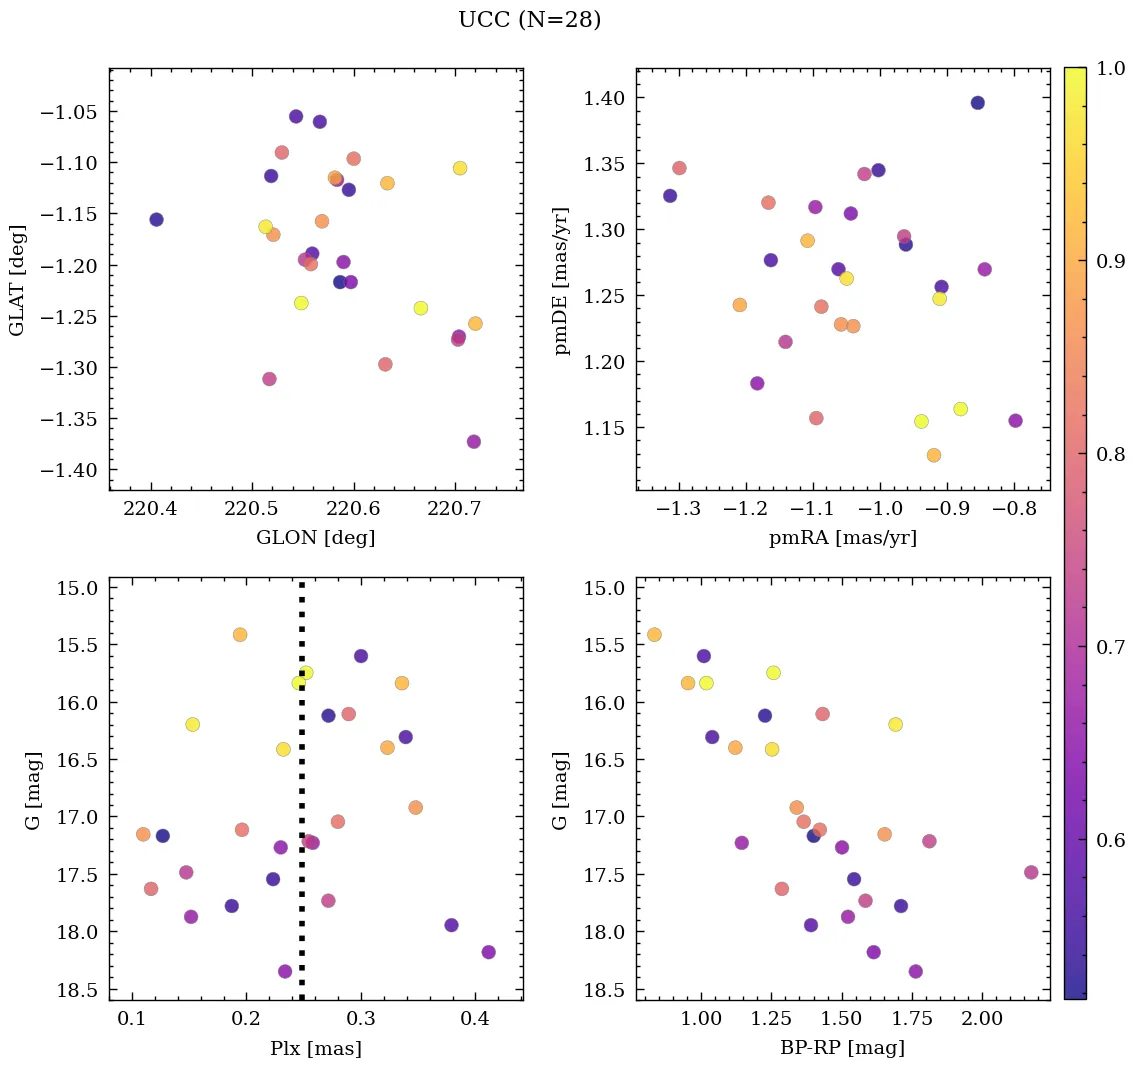 UCC (N=28)
−1.05
−1.10
−1.15
−1.20
−1.25
−1.30
−1.35
−1.40
GLAT [deg]
220.4 220.5 220.6 220.7
GLON [deg]
1.40
1.35
1.30
1.25
1.20
1.15
pmDE [mas/yr]
−1.3 −1.2 −1.1 −1.0 −0.9 −0.8
pmRA [mas/yr]
15.0
15.5
16.0
16.5
17.0
17.5
18.0
18.5
G [mag]
0.1 0.2 0.3 0.4
Plx [mas]
15.0
15.5
16.0
16.5
17.0
17.5
18.0
18.5
G [mag]
1.00 1.25 1.50 1.75 2.00
BP-RP [mag]
1.0
0.9
0.8
0.7
0.6